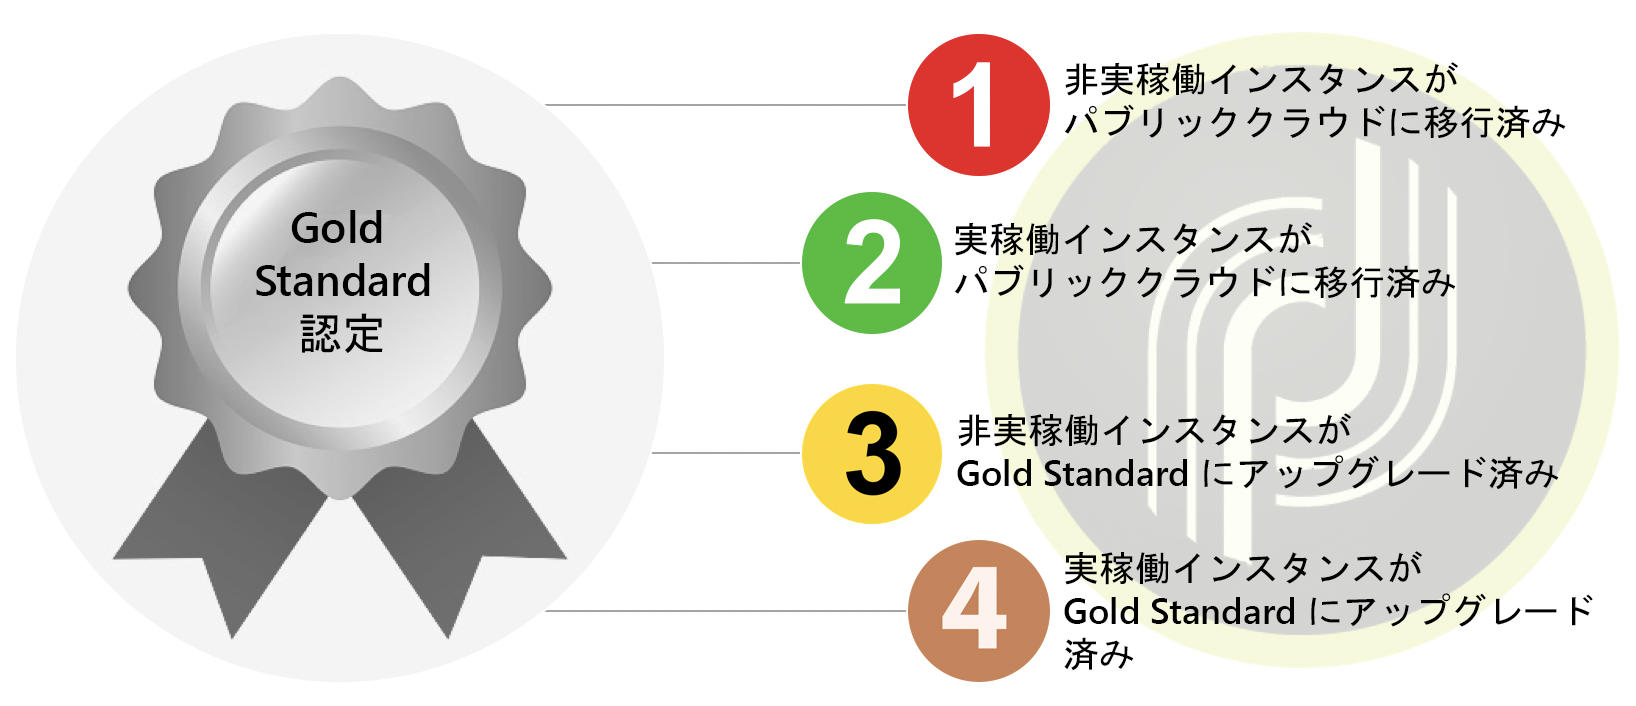 Gold
Standard
認定
1
非実稼働インスタンスが
パブリッククラウドに移行済み
2
実稼働インスタンスが
パブリッククラウドに移行済み
3
非実稼働インスタンスが
Gold Standard にアップグレード済み
4
実稼働インスタンスが
Gold Standard にアップグレード
済み